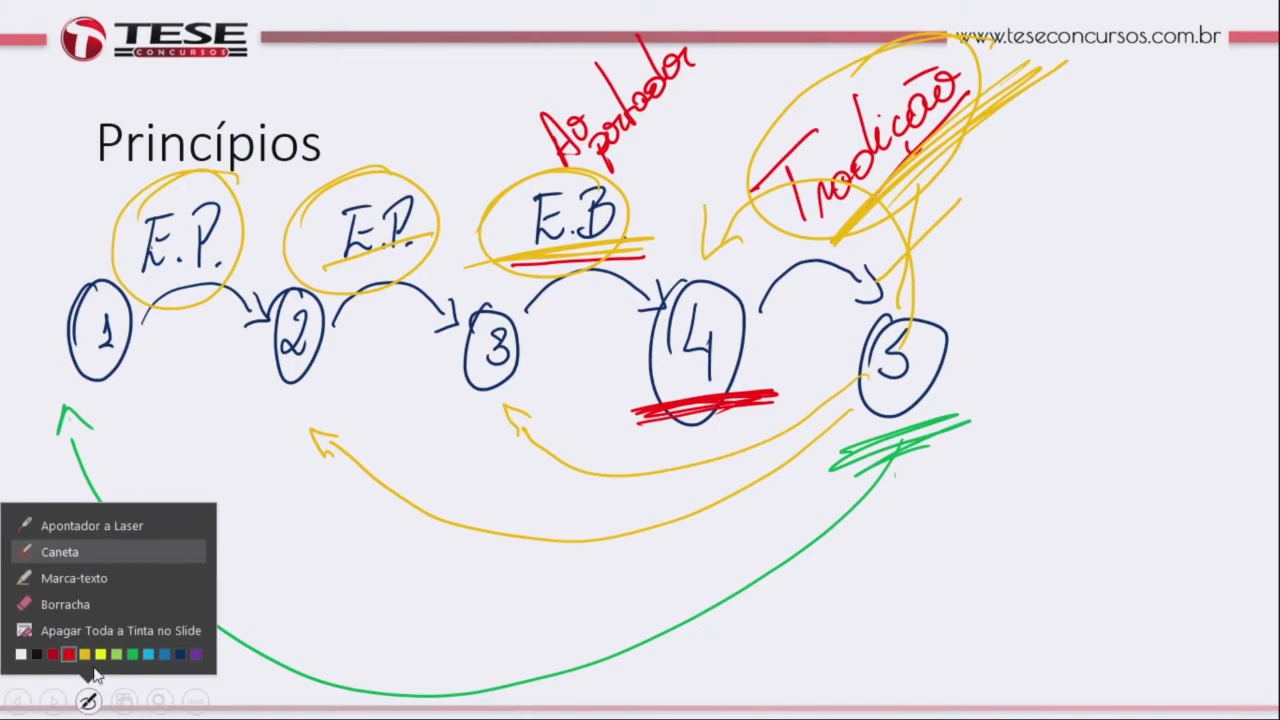 TESE
CONCURSOS
www.teseconcursos.com.br
Princípios
Ao
portador
Tradição
E.P.
E.P.
E.B
1
2
3
4
5
Apontador a Laser
Caneta
Marca-texto
Borracha
Apagar Toda a Tinta no Slide